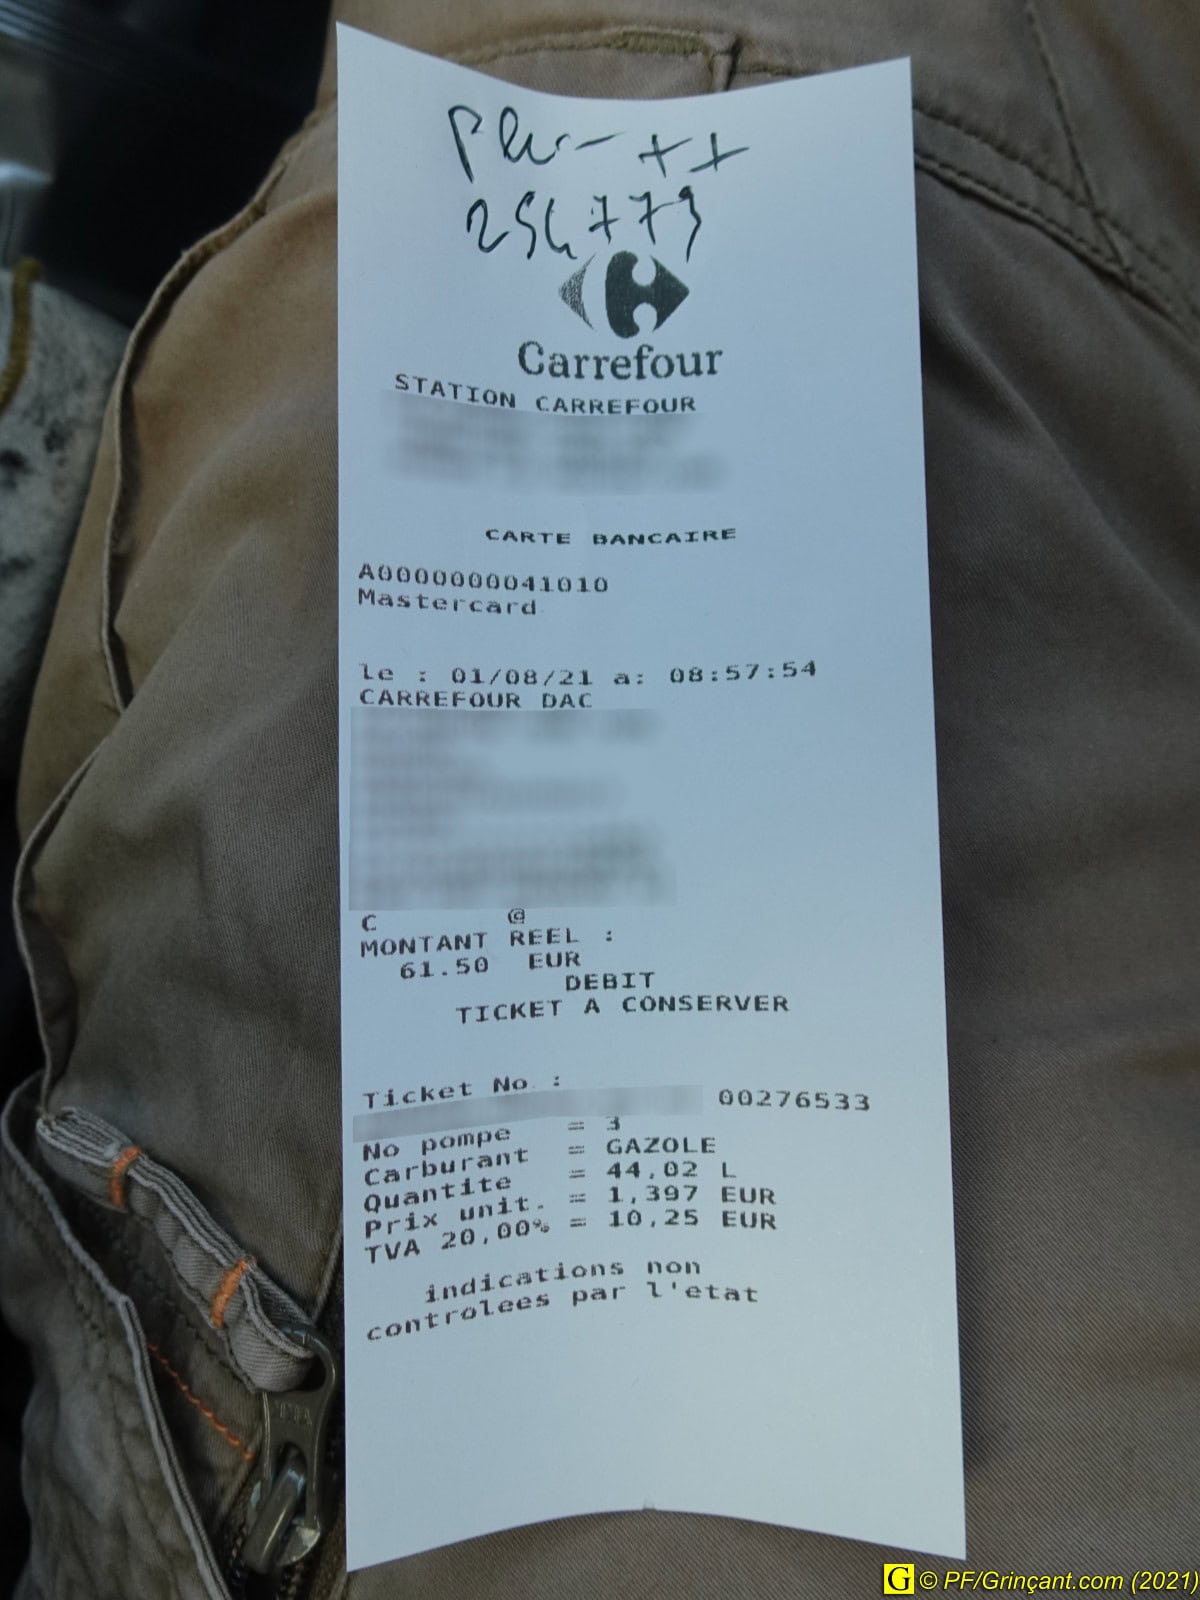 Plein ++
254773
Carrefour
STATION CARREFOUR
CARTE BANCAIRE
A0000000041010
Mastercard
le : 01/08/21 a: 08:57:54
CARREFOUR DAC
C @
MONTANT REEL :
61.50 EUR
DEBIT
TICKET A CONSERVER
Ticket No :
00276533
No pompe = 3
Carburant = GAZOLE
Quantite = 44,02 L
Prix unit. = 1,397 EUR
TVA 20,00% = 10,25 EUR
indications non
controlees par l'etat
G © PF/Grinçant.com (2021)